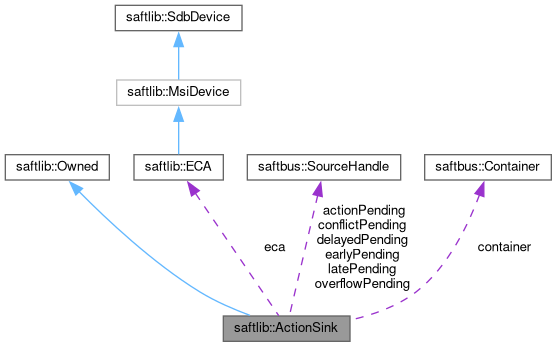 saftlib::SdbDevice
saftlib::MsiDevice
saftlib::Owned
saftlib::ECA
saftbus::SourceHandle
saftbus::Container
eca
actionPending
conflictPending
delayedPending
earlyPending
latePending
overflowPending
container
saftlib::ActionSink